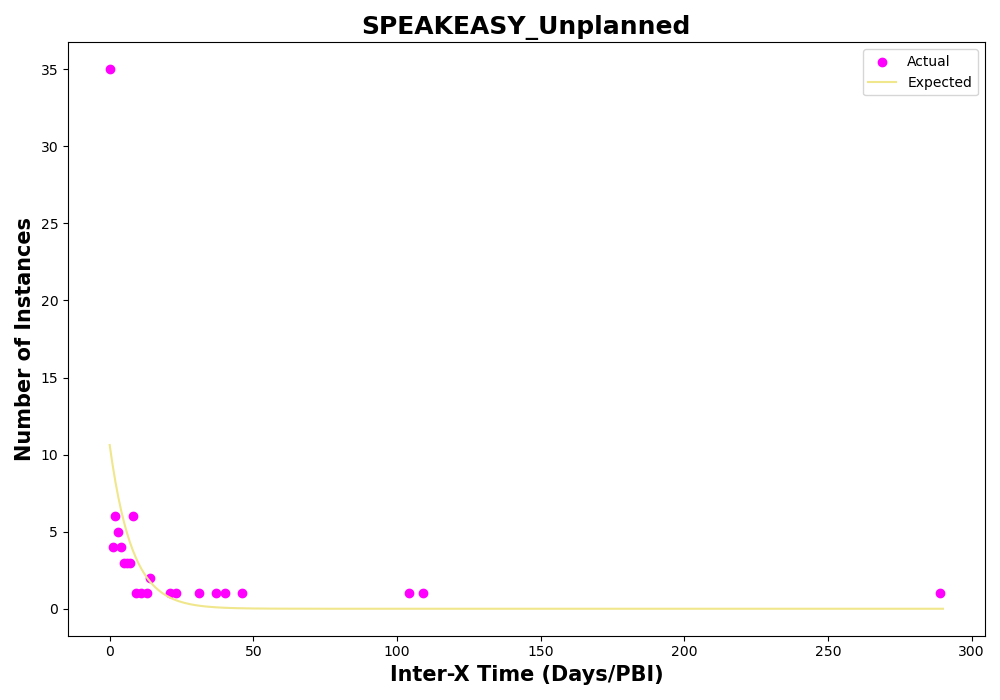 SPEAKEASY_Unplanned
Actual
Expected
Number of Instances
35
30
25
20
15
10
5
0
0 50 100 150 200 250 300
Inter-X Time (Days/PBI)